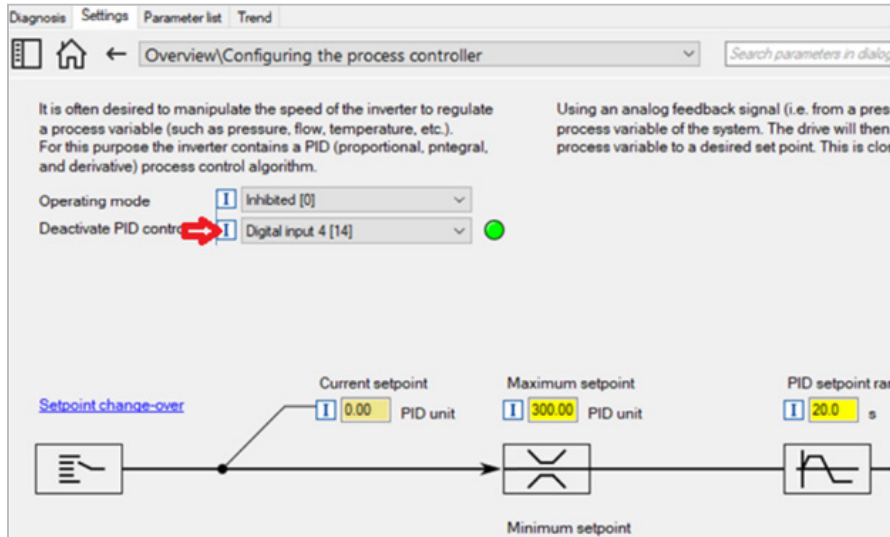 Diagnosis Settings Parameter list Trend
Overview\Configuring the process controller
Search parameters in dialog
It is often desired to manipulate the speed of the inverter to regulate
a process variable (such as pressure, flow, temperature, etc.).
For this purpose the inverter contains a PID (proportional, pntegral,
and derivative) process control algorithm.
Using an analog feedback signal (i.e. from a pres
process variable of the system. The drive will then
process variable to a desired set point. This is clos
Operating mode I Inhibited [0]
Deactivate PID contro I Digital input 4 [14]
Current setpoint
Maximum setpoint
PID setpoint ra
Setpoint change-over
I 0.00 PID unit
I 300.00 PID unit
I 20.0 s
Minimum setpoint